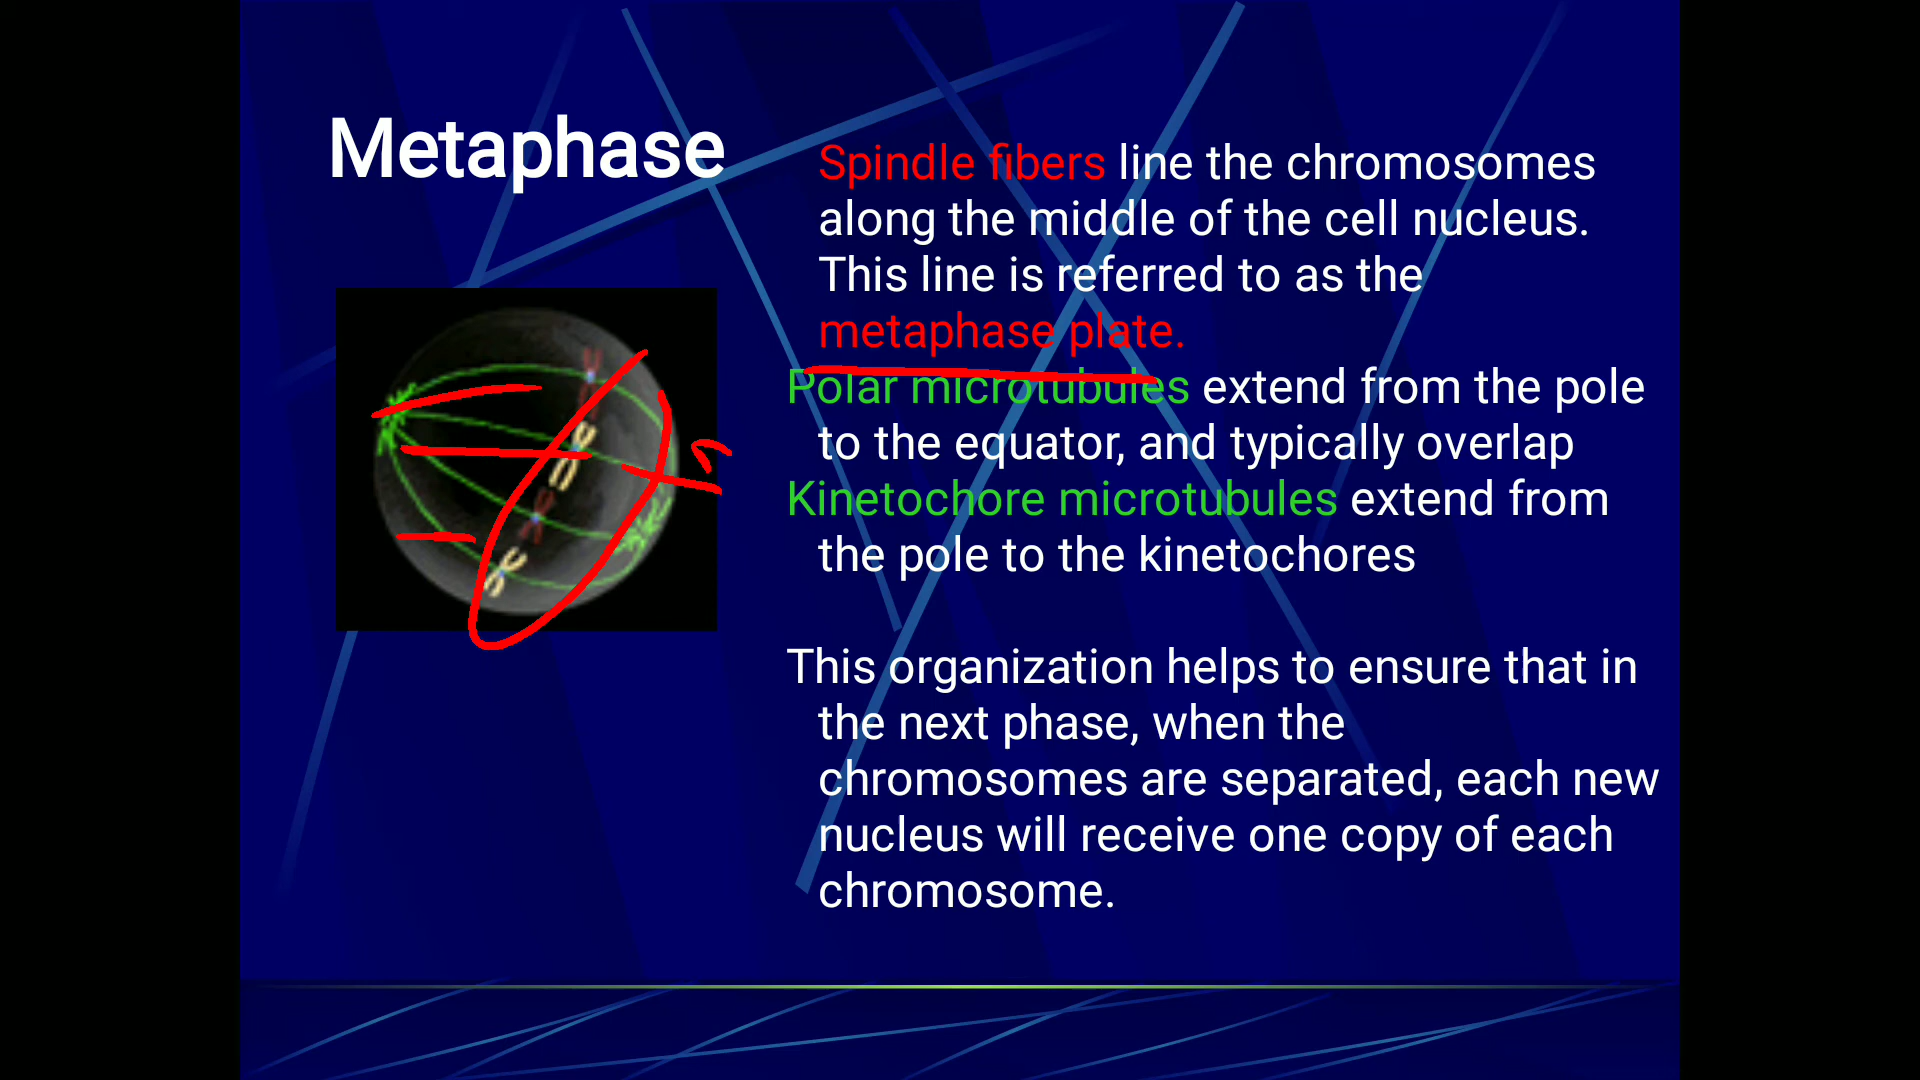 Metaphase
Spindle fibers line the chromosomes
along the middle of the cell nucleus.
This line is referred to as the
metaphase plate.
Polar microtubules extend from the pole
to the equator, and typically overlap
Kinetochore microtubules extend from
the pole to the kinetochores
This organization helps to ensure that in
the next phase, when the
chromosomes are separated, each new
nucleus will receive one copy of each
chromosome.